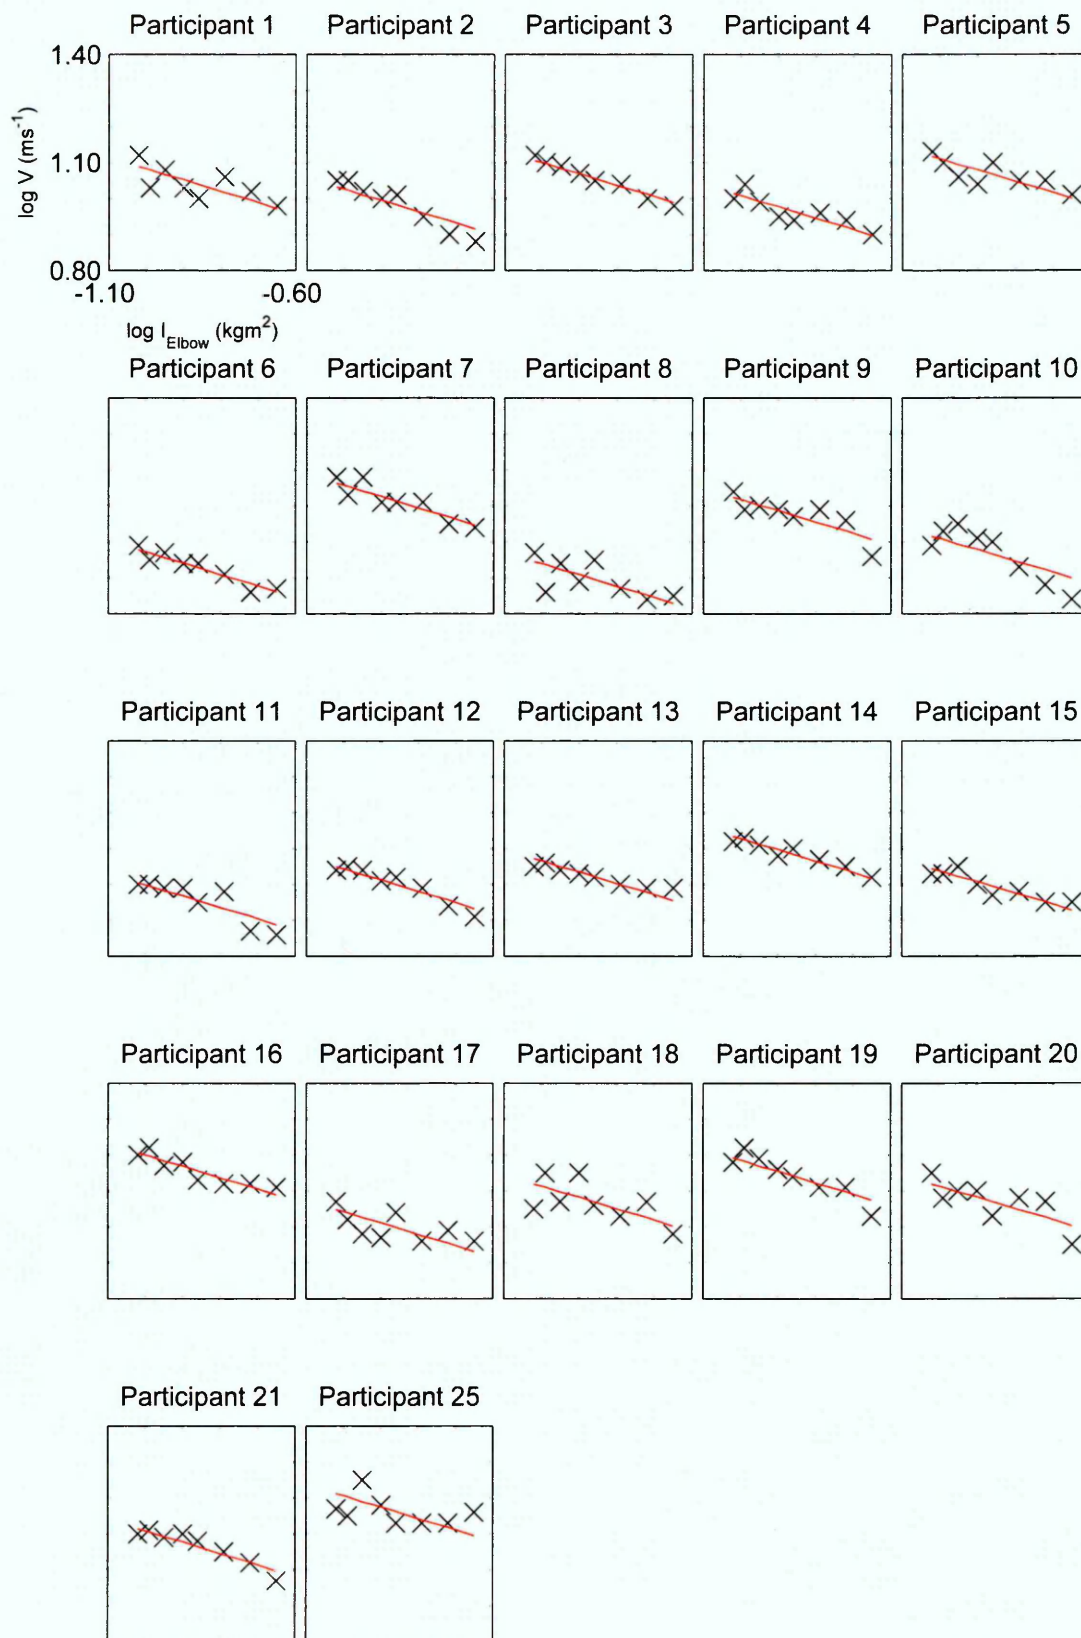 Participant 1 Participant 2 Participant 3 Participant 4 Participant 5
1.40
log V (ms⁻¹)
1.10
0.80
-1.10 -0.60
log I_Elbow (kgm²)
Participant 6 Participant 7 Participant 8 Participant 9 Participant 10
Participant 11 Participant 12 Participant 13 Participant 14 Participant 15
Participant 16 Participant 17 Participant 18 Participant 19 Participant 20
Participant 21 Participant 25